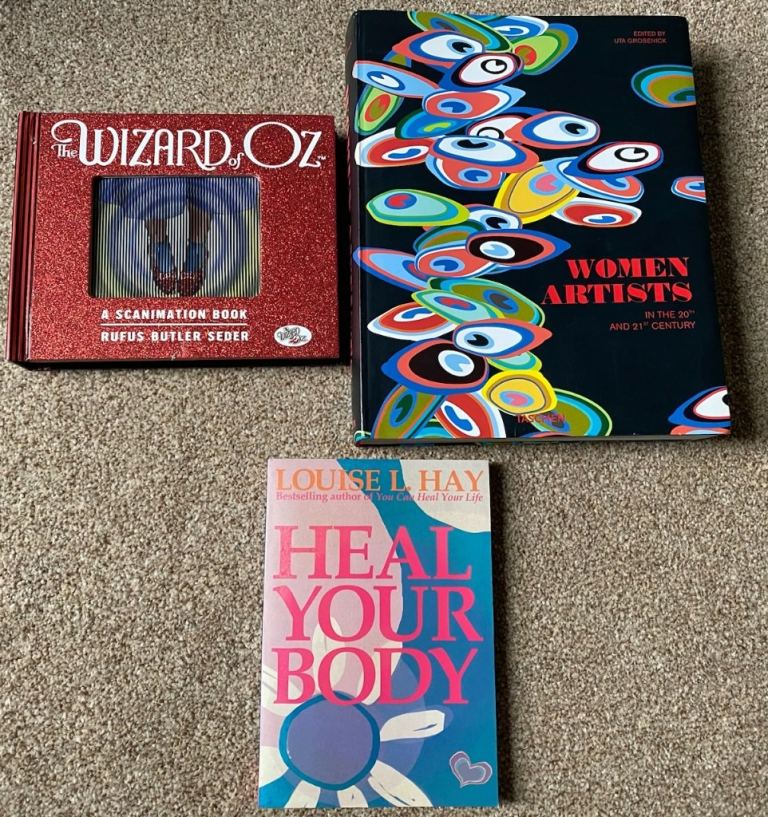 The WIZARD of OZ™
A SCANIMATION BOOK
RUFUS BUTLER SEDER
EDITED BY
UTA GROSENICK
WOMEN
ARTISTS
IN THE 20TH
AND 21ST CENTURY
TASCHEN
LOUISE L. HAY
Bestselling author of You Can Heal Your Life
HEAL
YOUR
BODY